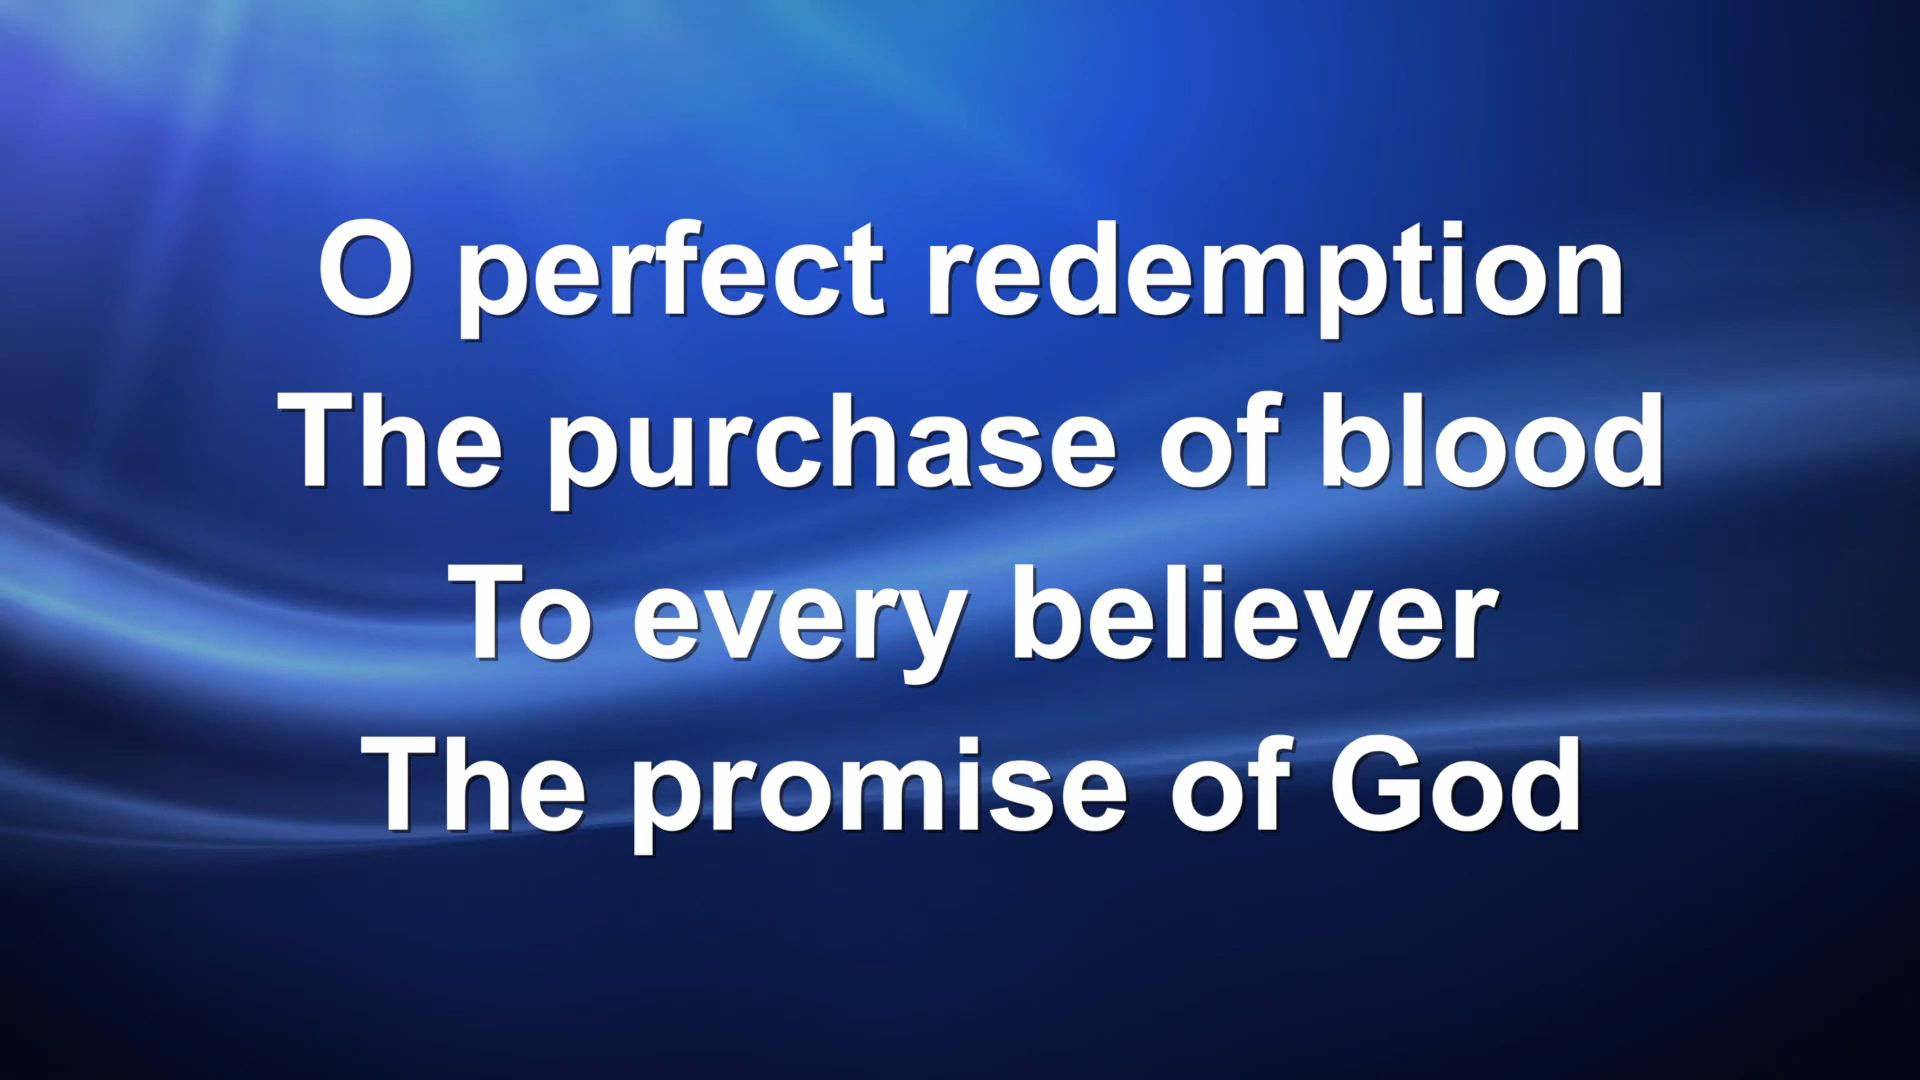 O perfect redemption
The purchase of blood
To every believer
The promise of God